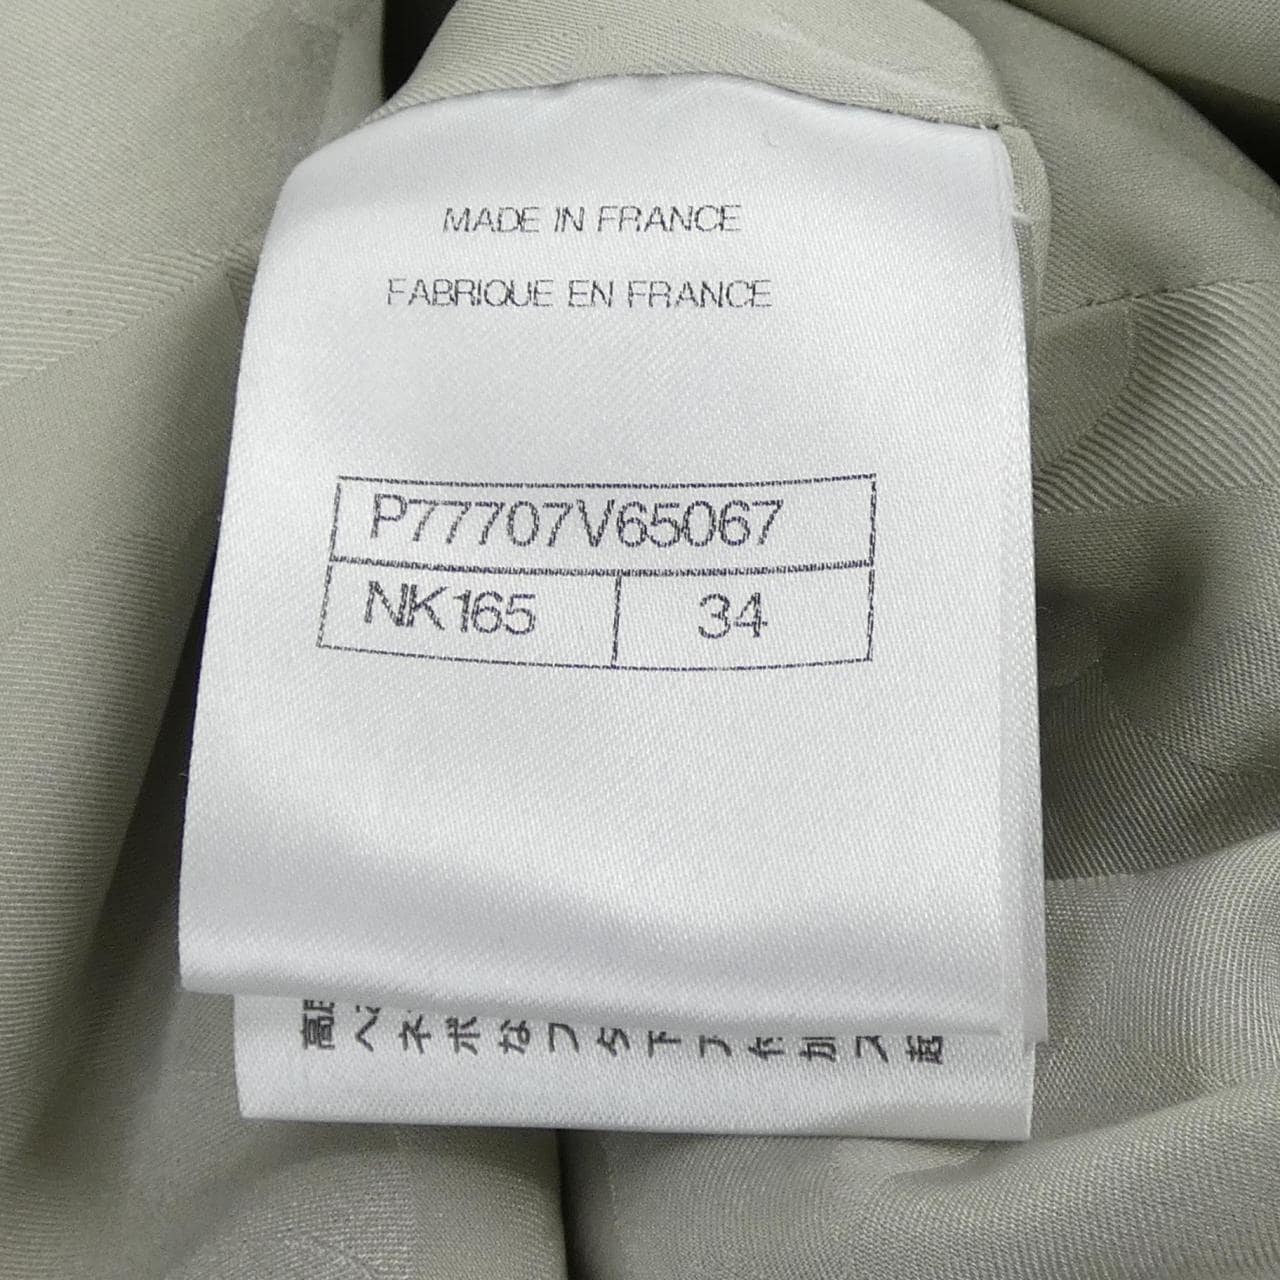 MADE IN FRANCE
FABRIQUE EN FRANCE
P77707V65067
NK165 34